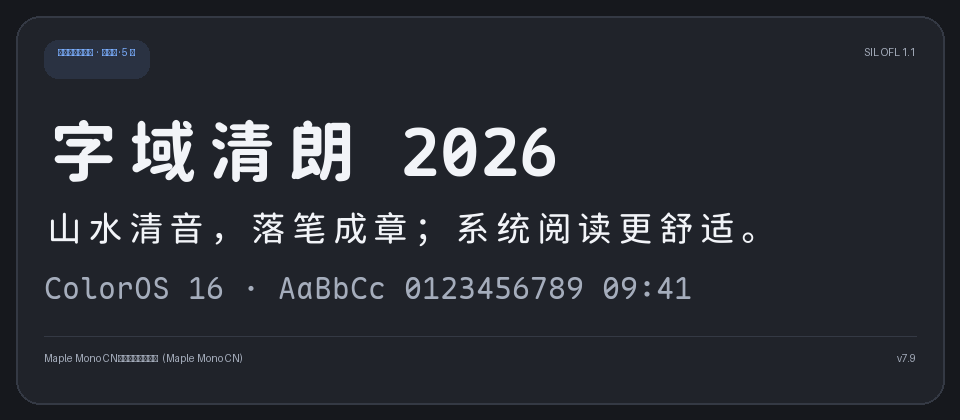 · ·5
SIL OFL 1.1
字域清朗 2026
山水清音，落笔成章；系统阅读更舒适。
ColorOS 16 · AaBbCc 0123456789 09:41
Maple Mono CN (Maple Mono CN)
v7.9